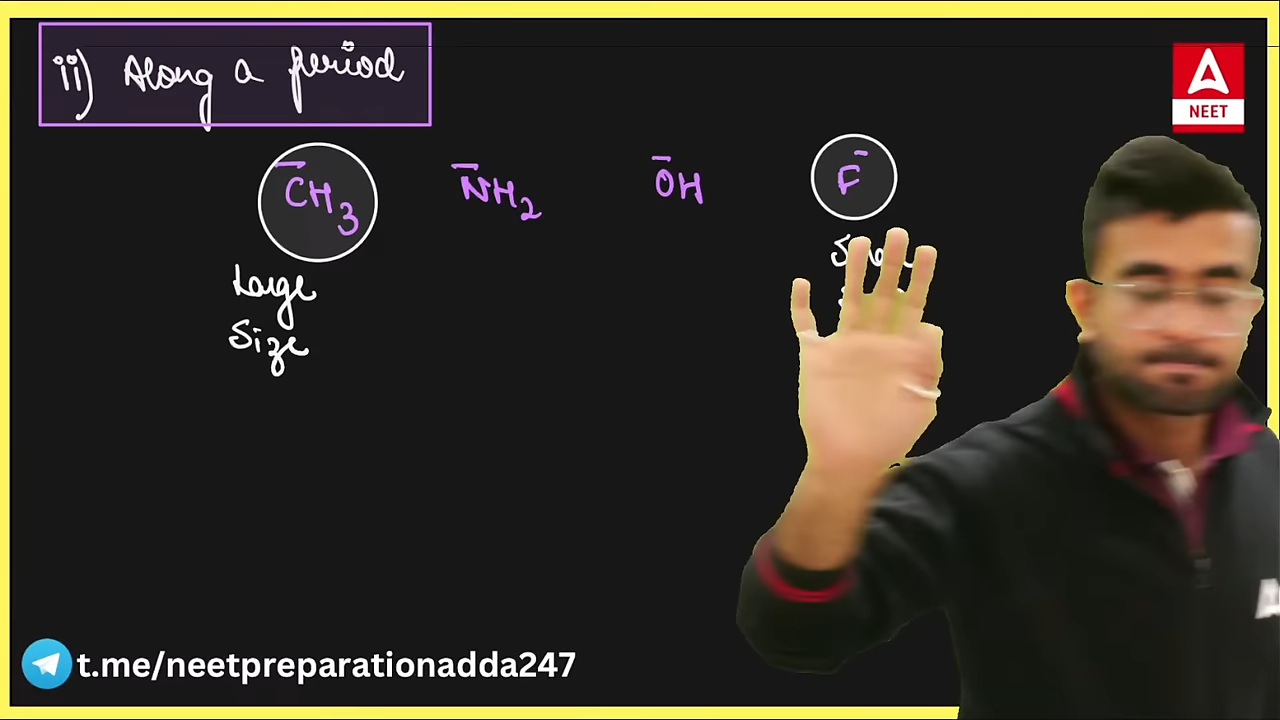 ii) Along a period
NEET
‾CH₃ ‾NH₂ ‾OH F‾
Large
Size
t.me/neetpreparationadda247